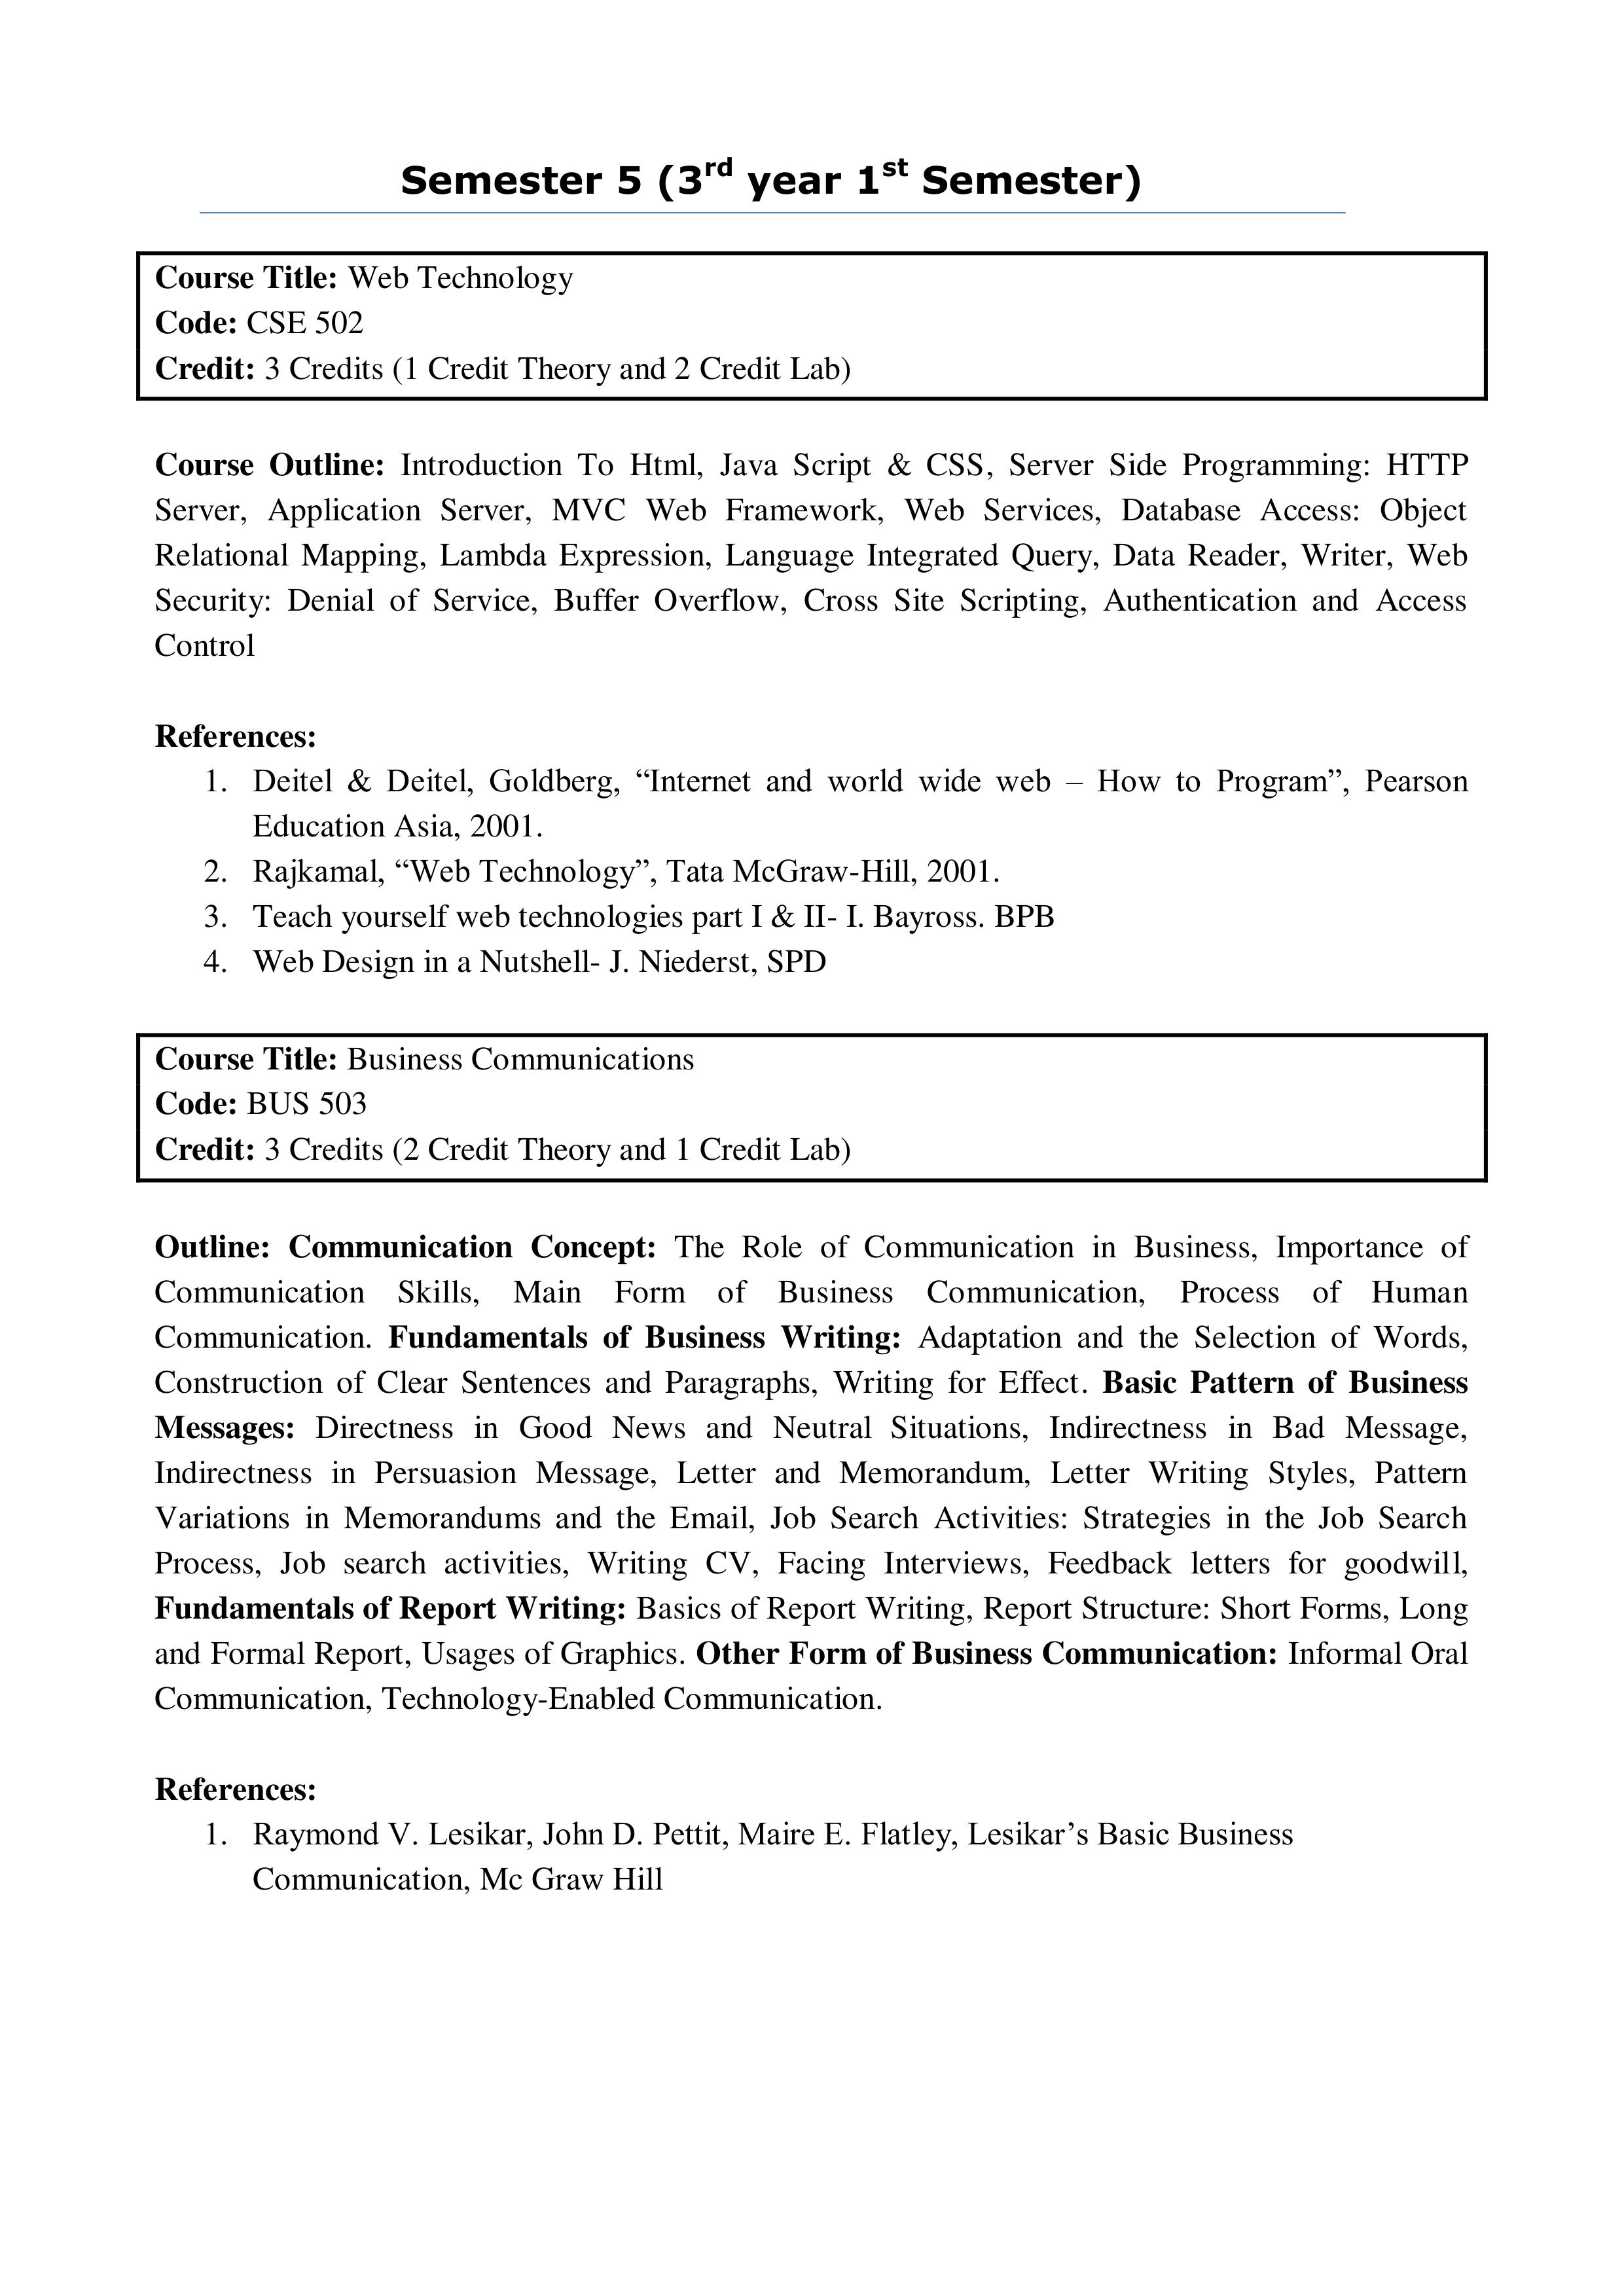 Semester 5 (3rd year 1st Semester)
Course Title: Web Technology
Code: CSE 502
Credit: 3 Credits (1 Credit Theory and 2 Credit Lab)
Course Outline: Introduction To Html, Java Script & CSS, Server Side Programming: HTTP
Server, Application Server, MVC Web Framework, Web Services, Database Access: Object
Relational Mapping, Lambda Expression, Language Integrated Query, Data Reader, Writer, Web
Security: Denial of Service, Buffer Overflow, Cross Site Scripting, Authentication and Access
Control
References:
1. Deitel & Deitel, Goldberg, “Internet and world wide web – How to Program”, Pearson
Education Asia, 2001.
2. Rajkamal, “Web Technology”, Tata McGraw-Hill, 2001.
3. Teach yourself web technologies part I & II- I. Bayross. BPB
4. Web Design in a Nutshell- J. Niederst, SPD
Course Title: Business Communications
Code: BUS 503
Credit: 3 Credits (2 Credit Theory and 1 Credit Lab)
Outline: Communication Concept: The Role of Communication in Business, Importance of
Communication Skills, Main Form of Business Communication, Process of Human
Communication. Fundamentals of Business Writing: Adaptation and the Selection of Words,
Construction of Clear Sentences and Paragraphs, Writing for Effect. Basic Pattern of Business
Messages: Directness in Good News and Neutral Situations, Indirectness in Bad Message,
Indirectness in Persuasion Message, Letter and Memorandum, Letter Writing Styles, Pattern
Variations in Memorandums and the Email, Job Search Activities: Strategies in the Job Search
Process, Job search activities, Writing CV, Facing Interviews, Feedback letters for goodwill,
Fundamentals of Report Writing: Basics of Report Writing, Report Structure: Short Forms, Long
and Formal Report, Usages of Graphics. Other Form of Business Communication: Informal Oral
Communication, Technology-Enabled Communication.
References:
1. Raymond V. Lesikar, John D. Pettit, Maire E. Flatley, Lesikar’s Basic Business
Communication, Mc Graw Hill